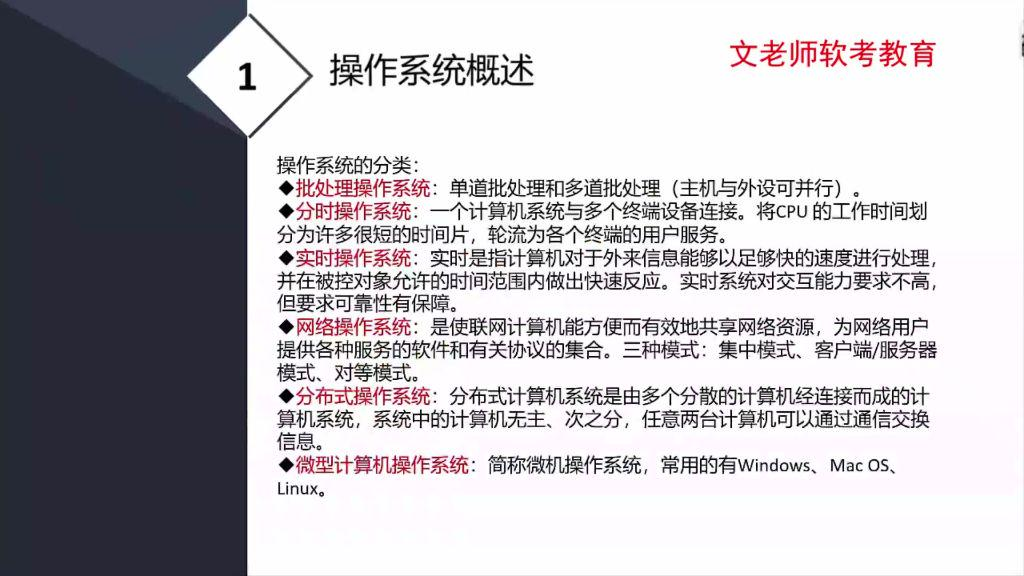 1
操作系统概述
文老师软考教育
操作系统的分类：
◆批处理操作系统：单道批处理和多道批处理（主机与外设可并行）。
◆分时操作系统：一个计算机系统与多个终端设备连接。将CPU 的工作时间划
分为许多很短的时间片，轮流为各个终端的用户服务。
◆实时操作系统：实时是指计算机对于外来信息能够以足够快的速度进行处理，
并在被控对象允许的时间范围内做出快速反应。实时系统对交互能力要求不高，
但要求可靠性有保障。
◆网络操作系统：是使联网计算机能方便而有效地共享网络资源，为网络用户
提供各种服务的软件和有关协议的集合。三种模式：集中模式、客户端/服务器
模式、对等模式。
◆分布式操作系统：分布式计算机系统是由多个分散的计算机经连接而成的计
算机系统，系统中的计算机无主、次之分，任意两台计算机可以通过通信交换
信息。
◆微型计算机操作系统：简称微机操作系统，常用的有Windows、Mac OS、
Linux。